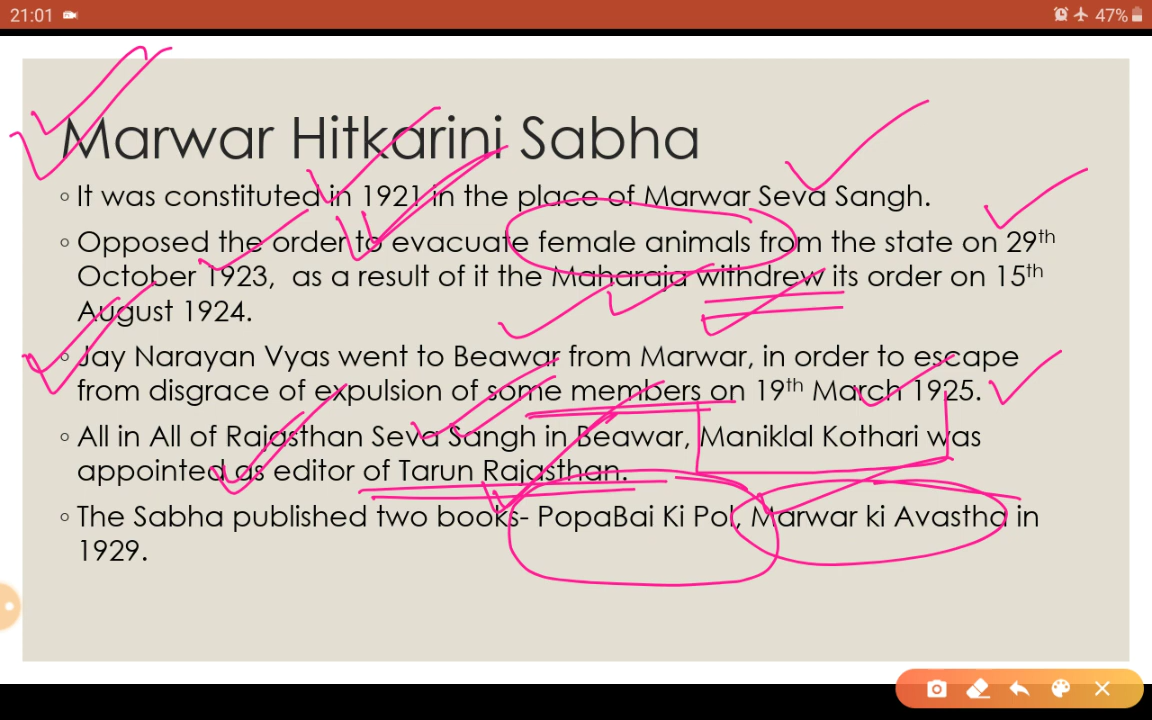 21:01
47%
Marwar Hitkarini Sabha
◦ It was constituted in 1921 in the place of Marwar Seva Sangh.
◦ Opposed the order to evacuate female animals from the state on 29th
October 1923,  as a result of it the Maharaja withdrew its order on 15th
August 1924.
◦ Jay Narayan Vyas went to Beawar from Marwar, in order to escape
from disgrace of expulsion of some members on 19th March 1925.
◦ All in All of Rajasthan Seva Sangh in Beawar, Maniklal Kothari was
appointed as editor of Tarun Rajasthan.
◦ The Sabha published two books- PopaBai Ki Pol, Marwar ki Avastha in
1929.